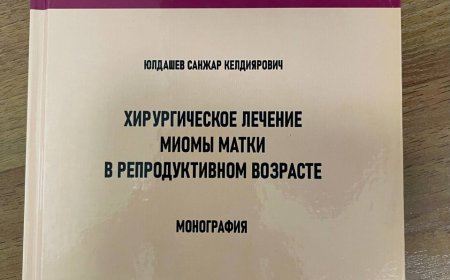 ЮЛДАШЕВ САНЖАР КЕЛДИЯРОВИЧ
ХИРУРГИЧЕСКОЕ ЛЕЧЕНИЕ
МИОМЫ МАТКИ
В РЕПРОДУКТИВНОМ ВОЗРАСТЕ
МОНОГРАФИЯ